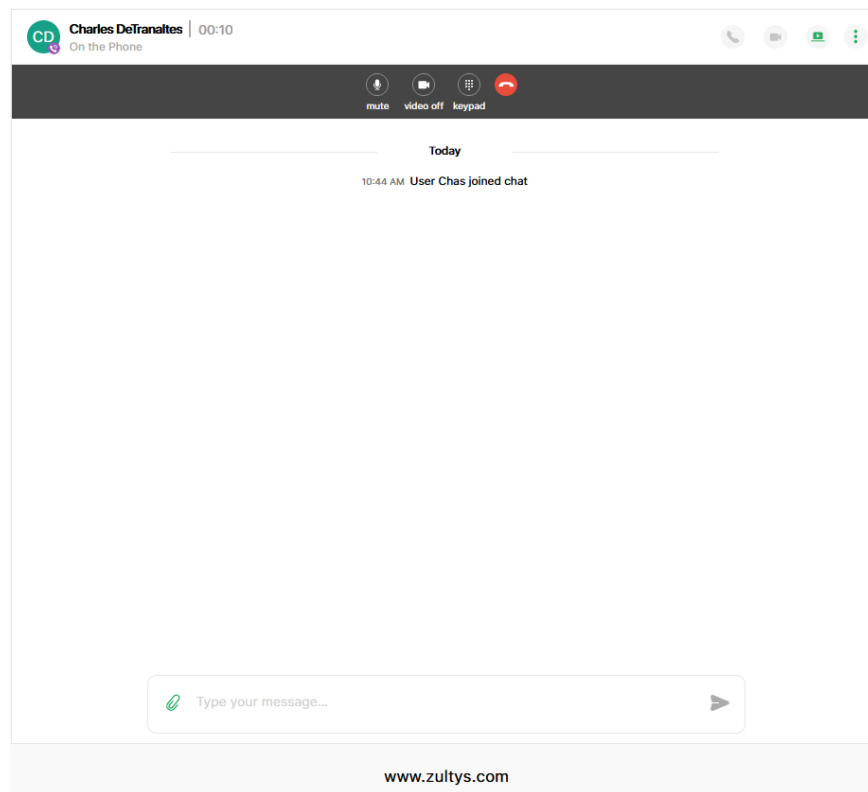 CD
Charles DeTranaltes | 00:10
On the Phone
mute video off keypad
Today
10:44 AM User Chas joined chat
Type your message...
www.zultys.com